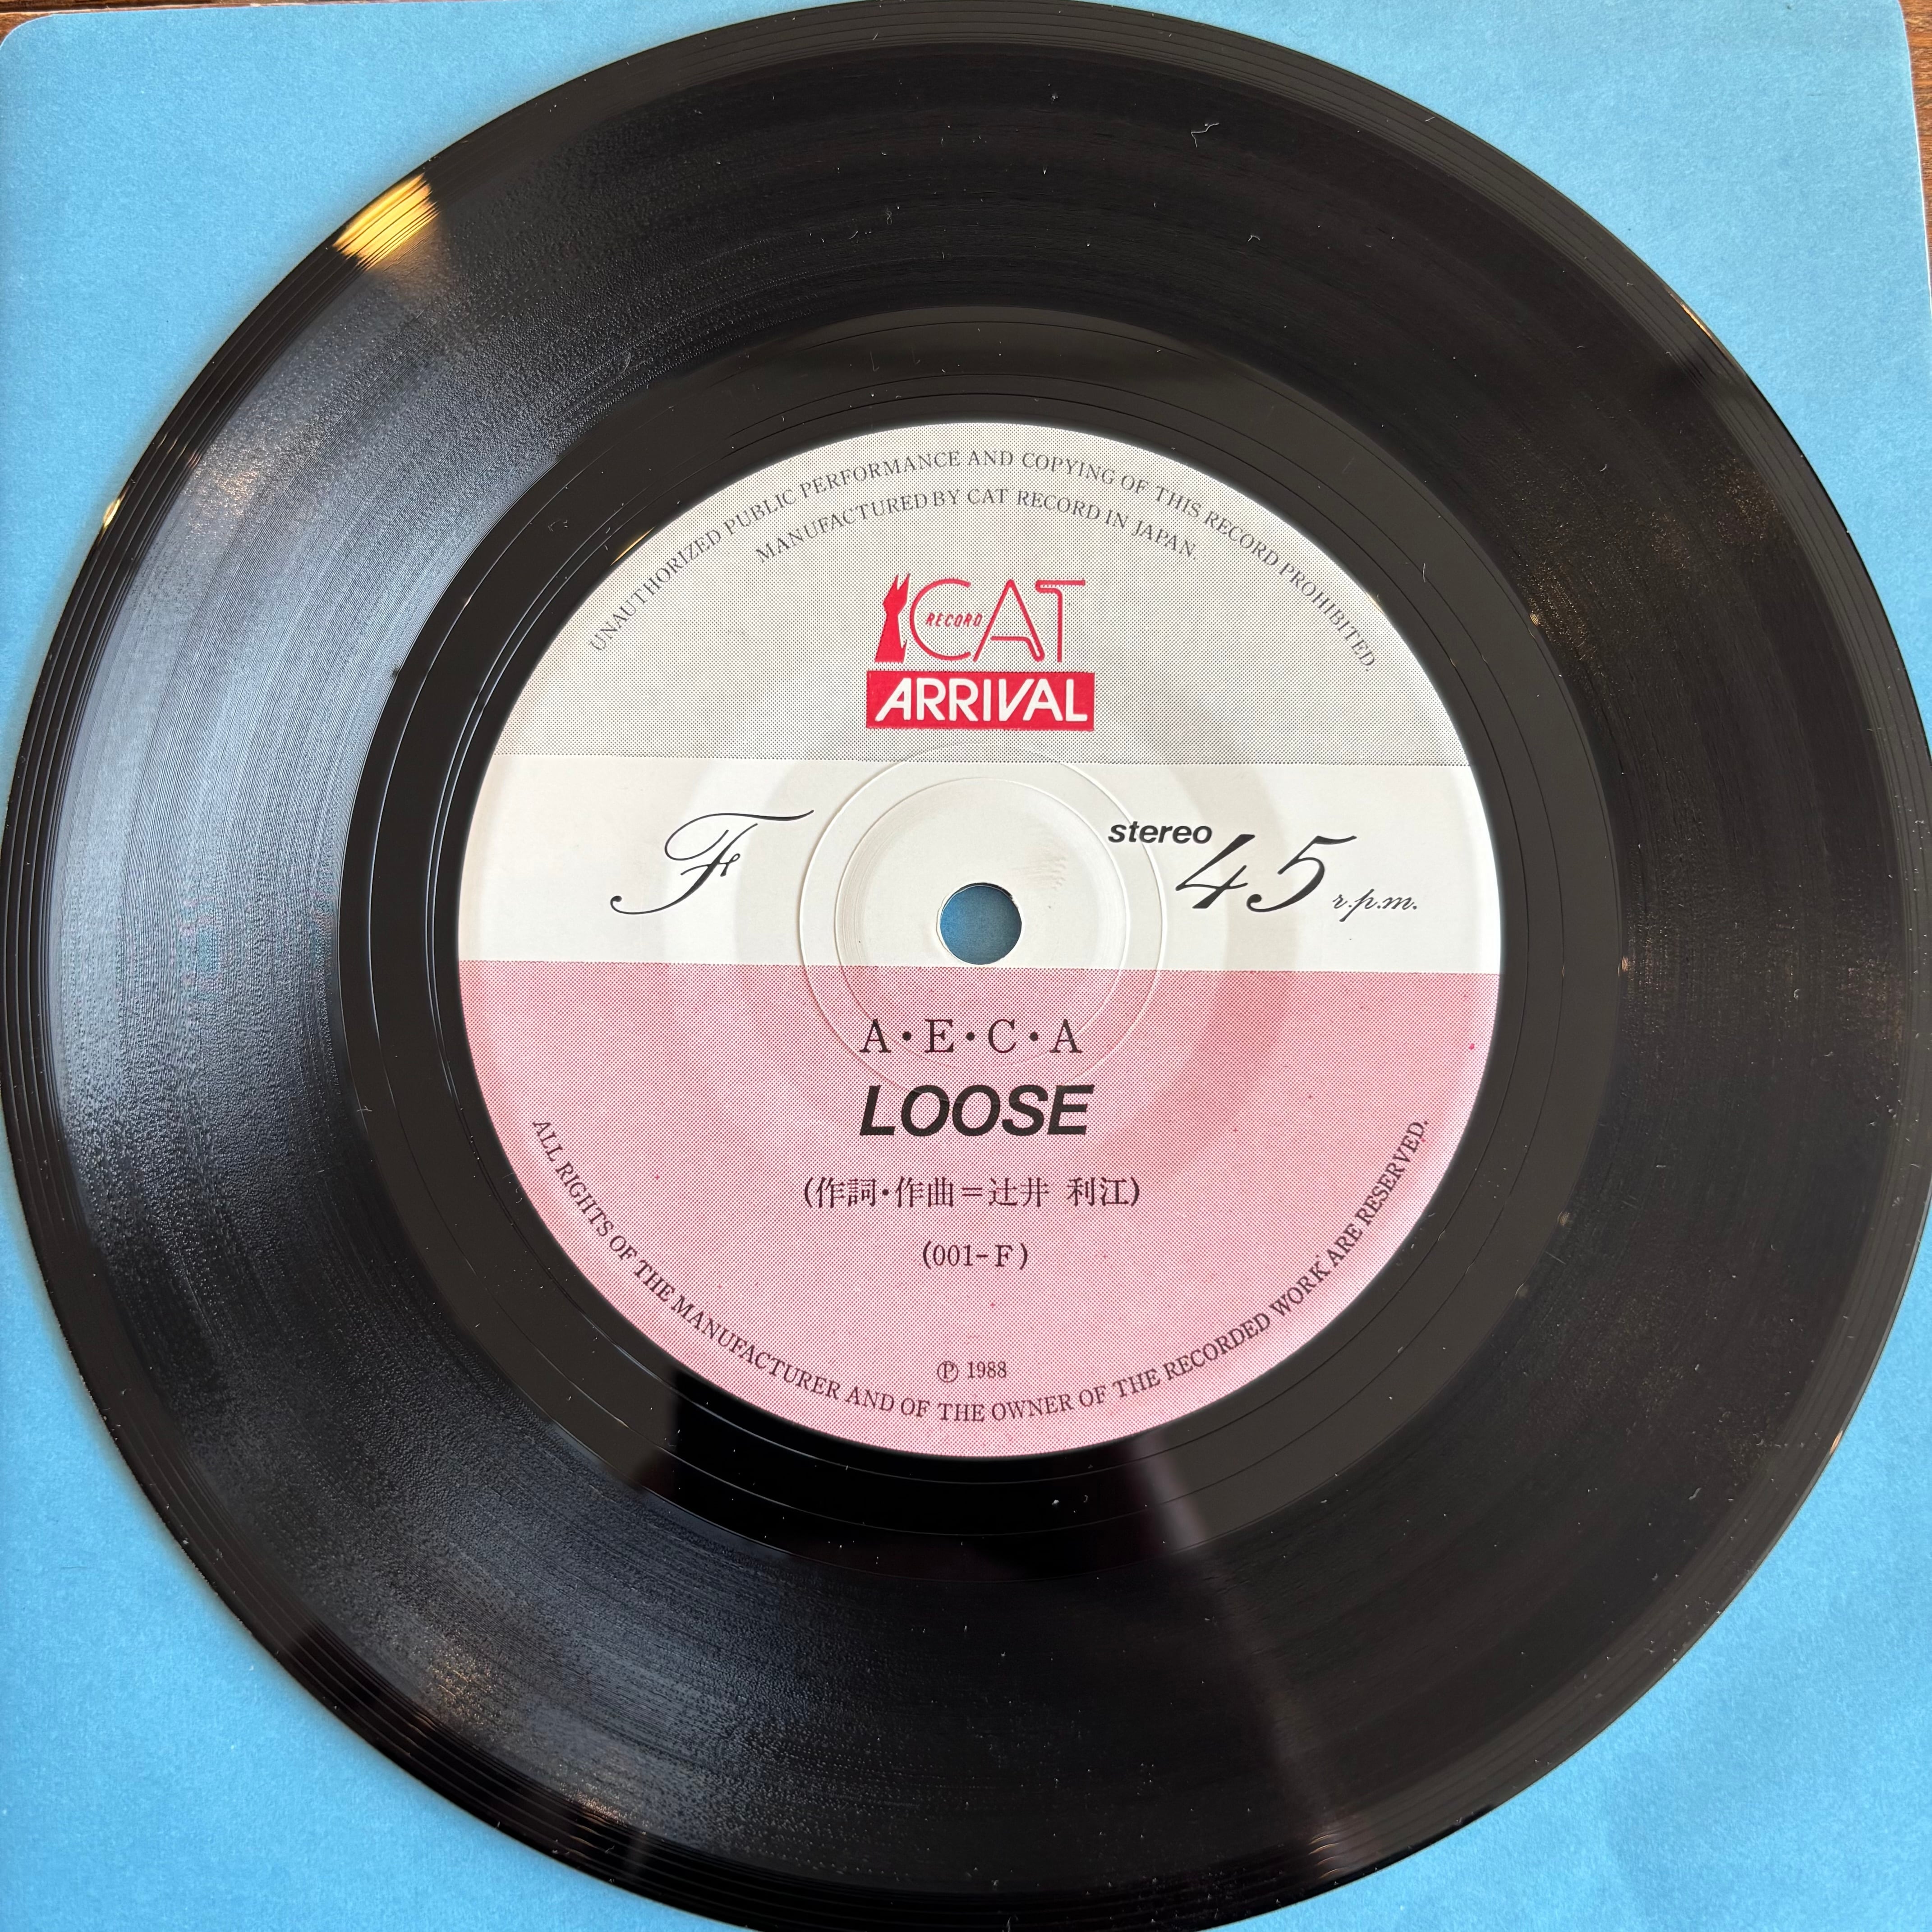 UNAUTHORIZED PUBLIC PERFORMANCE AND COPYING OF THIS RECORD PROHIBITED.
MANUFACTURED BY CAT RECORD IN JAPAN.
CAT
RECORD
ARRIVAL
F
stereo 45 r.p.m.
A・E・C・A
LOOSE
(作詞・作曲=辻井 利江)
(001-F)
Ⓟ 1988
ALL RIGHTS OF THE MANUFACTURER AND OF THE OWNER OF THE RECORDED WORK ARE RESERVED.